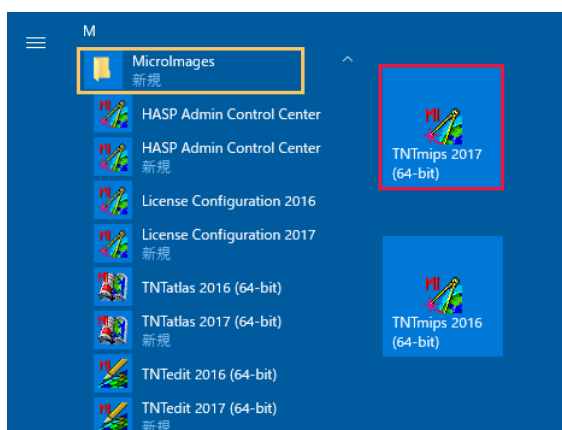 M
MicroImages
新規
HASP Admin Control Center
HASP Admin Control Center
新規
License Configuration 2016
License Configuration 2017
新規
TNTatlas 2016 (64-bit)
TNTatlas 2017 (64-bit)
新規
TNTedit 2016 (64-bit)
TNTedit 2017 (64-bit)
新規
MI
TNTmips 2017
(64-bit)
MI
TNTmips 2016
(64-bit)